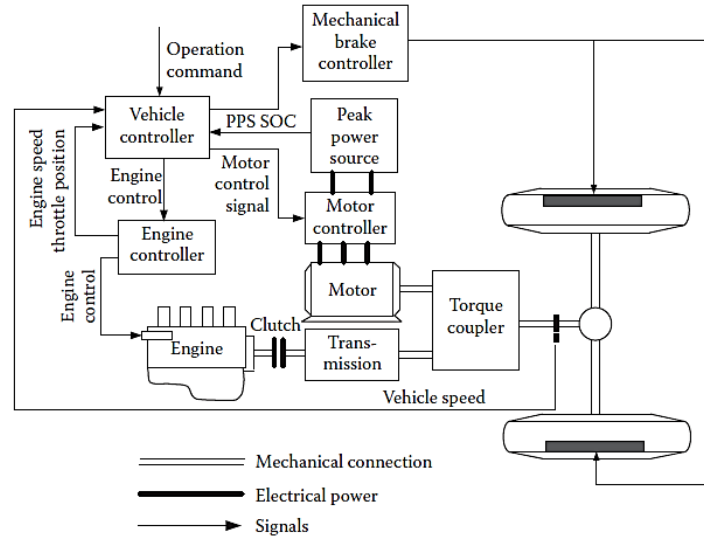 Operation
command
Mechanical
brake
controller
Vehicle
controller
PPS SOC
Peak
power
source
Engine speed
throttle position
Engine
control
Motor
control
signal
Motor
controller
Engine
controller
Engine
control
Motor
Torque
coupler
Clutch
Engine
Trans-
mission
Vehicle speed
Mechanical connection
Electrical power
Signals